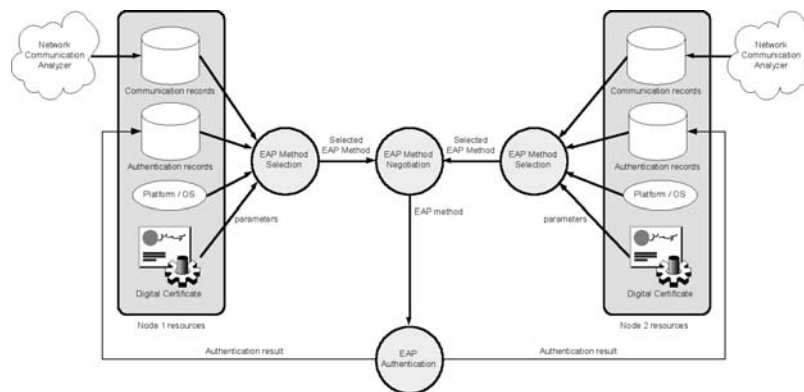 Network
Communication
Analyzer
Communication records
Authentication records
Platform / OS
parameters
Digital Certificate
Node 1 resources
EAP Method
Selection
Selected
EAP Method
EAP Method
Negotiation
Selected
EAP Method
EAP Method
Selection
EAP method
Network
Communication
Analyzer
Communication records
Authentication records
Platform / OS
parameters
Digital Certificate
Node 2 resources
Authentication result
EAP
Authentication
Authentication result